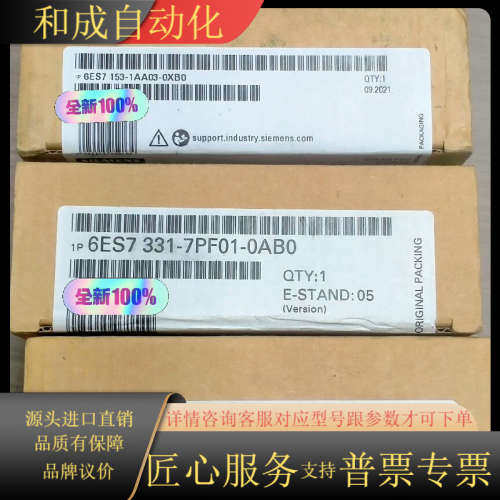 和成自动化
1P 6ES7 153-1AA03-0XB0
QTY:1
09.2021
全新100%
support.industry.siemens.com
PACKAGING
1P 6ES7 331-7PF01-0AB0
QTY:1
E-STAND: 05
(Version)
全新100%
ORIGINAL PACKING
源头进口直销
品质有保障
品牌议价
详情咨询客服对应型号跟参数才可下单
匠心服务支持普票专票